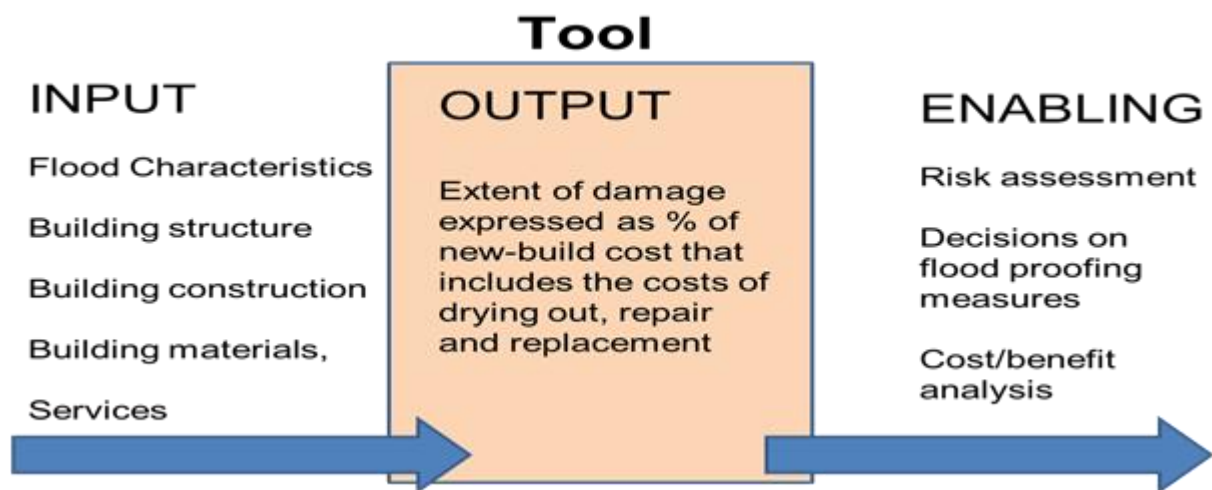 Tool
INPUT
Flood Characteristics
Building structure
Building construction
Building materials,
Services
OUTPUT
Extent of damage
expressed as % of
new-build cost that
includes the costs of
drying out, repair
and replacement
ENABLING
Risk assessment
Decisions on
flood proofing
measures
Cost/benefit
analysis